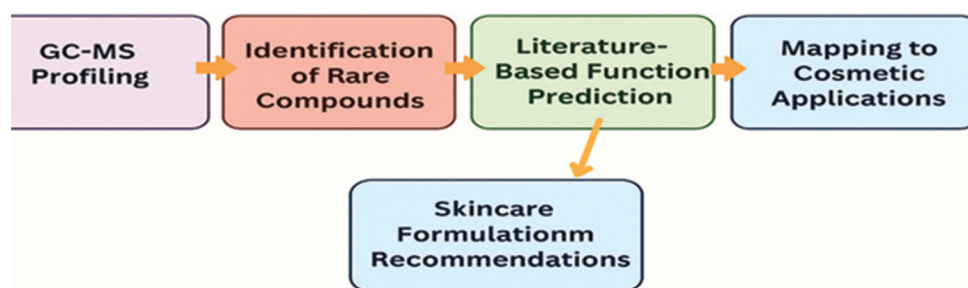 GC-MS
Profiling
Identification
of Rare
Compounds
Literature-
Based Function
Prediction
Mapping to
Cosmetic
Applications
Skincare
Formulationm
Recommendations